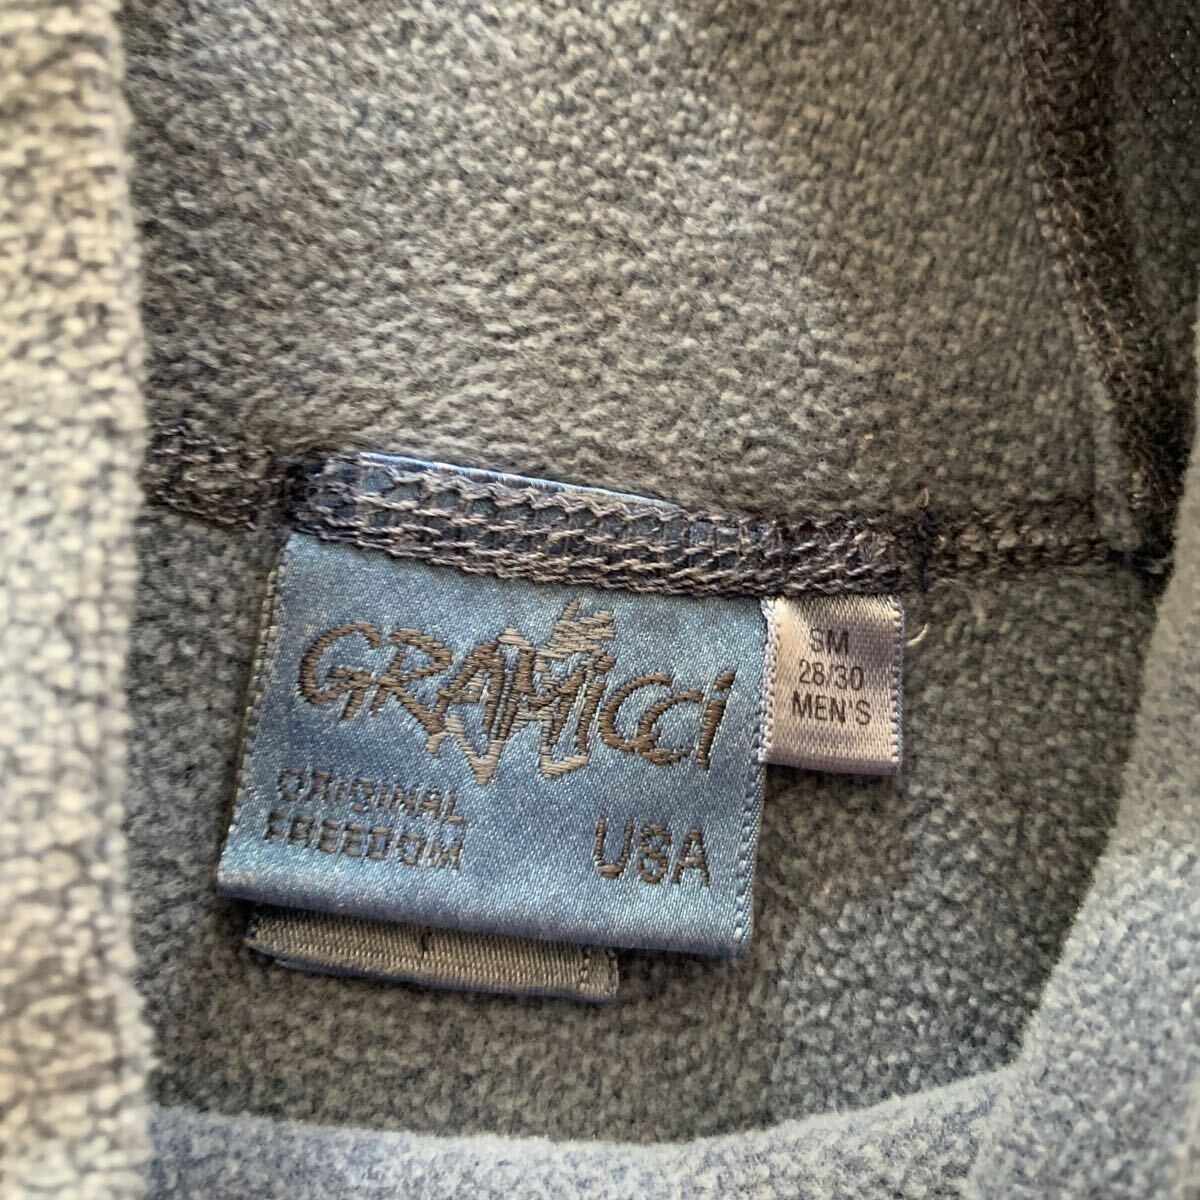 GRAMicci
ORIGINAL
FREEDOM
USA
SM
28/30
MEN'S